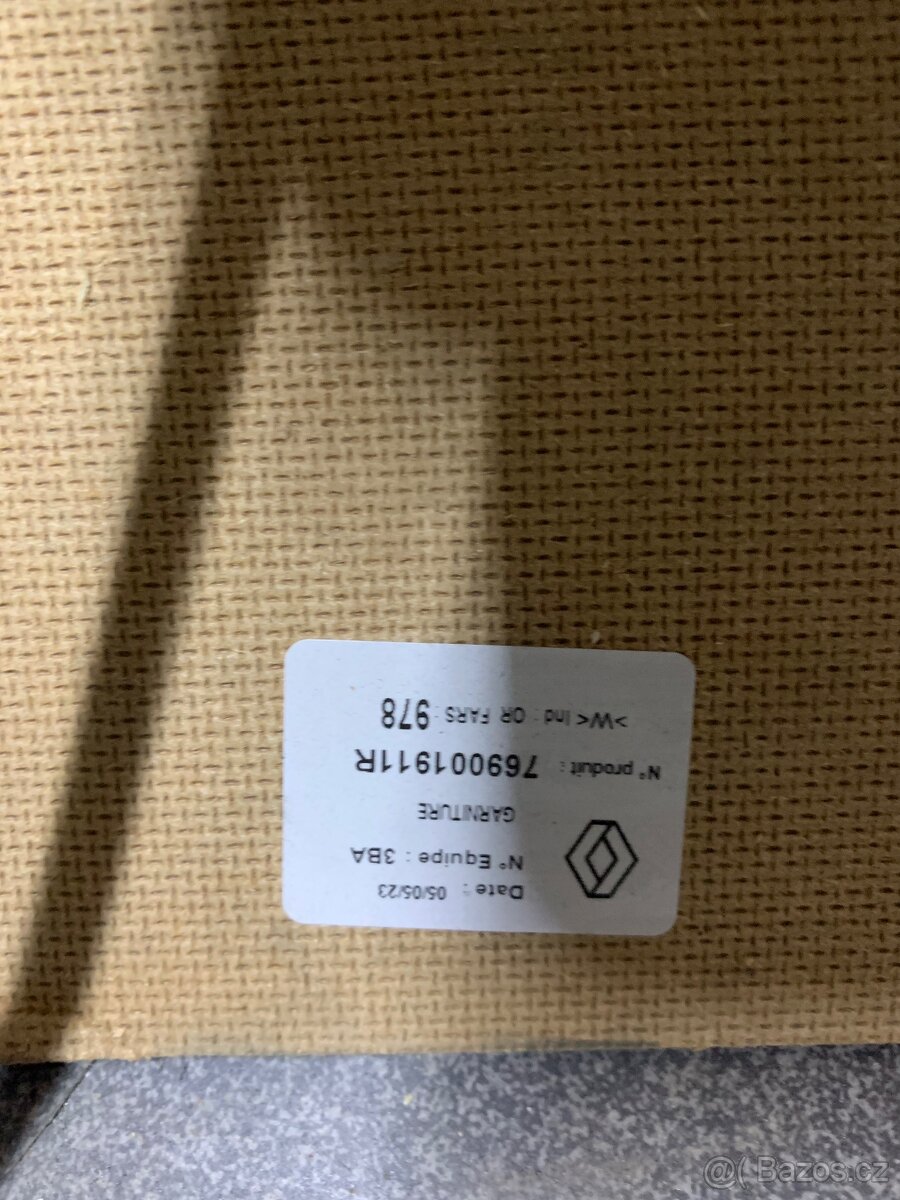 Date : 05/05/23
N° Equipe : 3BA
GARNITURE
N° produit : 769001911R
>W< Ind : OR FARS : 978
@( Bazos.cz